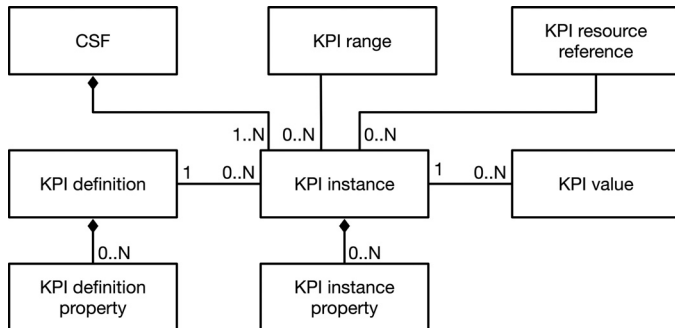 CSF
KPI range
KPI resource
reference
1..N
0..N
0..N
KPI definition
1
0..N
KPI instance
1
0..N
KPI value
0..N
0..N
KPI definition
property
KPI instance
property